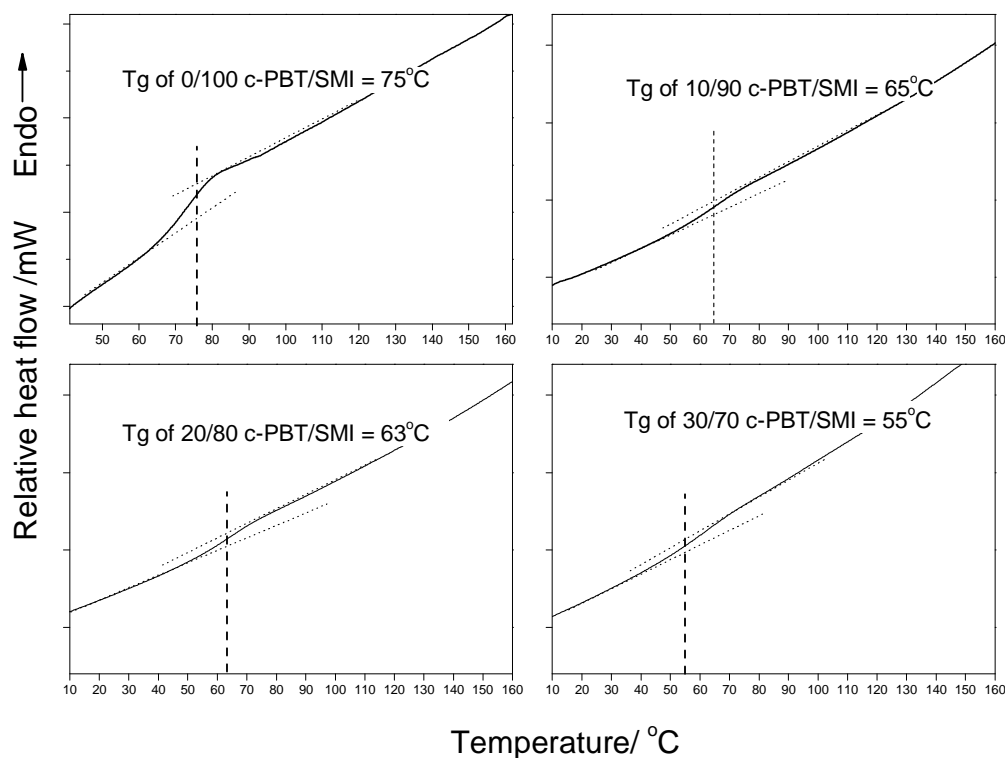 Relative heat flow /mW Endo
Tg of 0/100 c-PBT/SMI = 75°C
50 60 70 80 90 100 110 120 130 140 150 160
Tg of 10/90 c-PBT/SMI = 65°C
10 20 30 40 50 60 70 80 90 100 110 120 130 140 150 160
Tg of 20/80 c-PBT/SMI = 63°C
10 20 30 40 50 60 70 80 90 100 110 120 130 140 150 160
Tg of 30/70 c-PBT/SMI = 55°C
10 20 30 40 50 60 70 80 90 100 110 120 130 140 150 160
Temperature/ °C